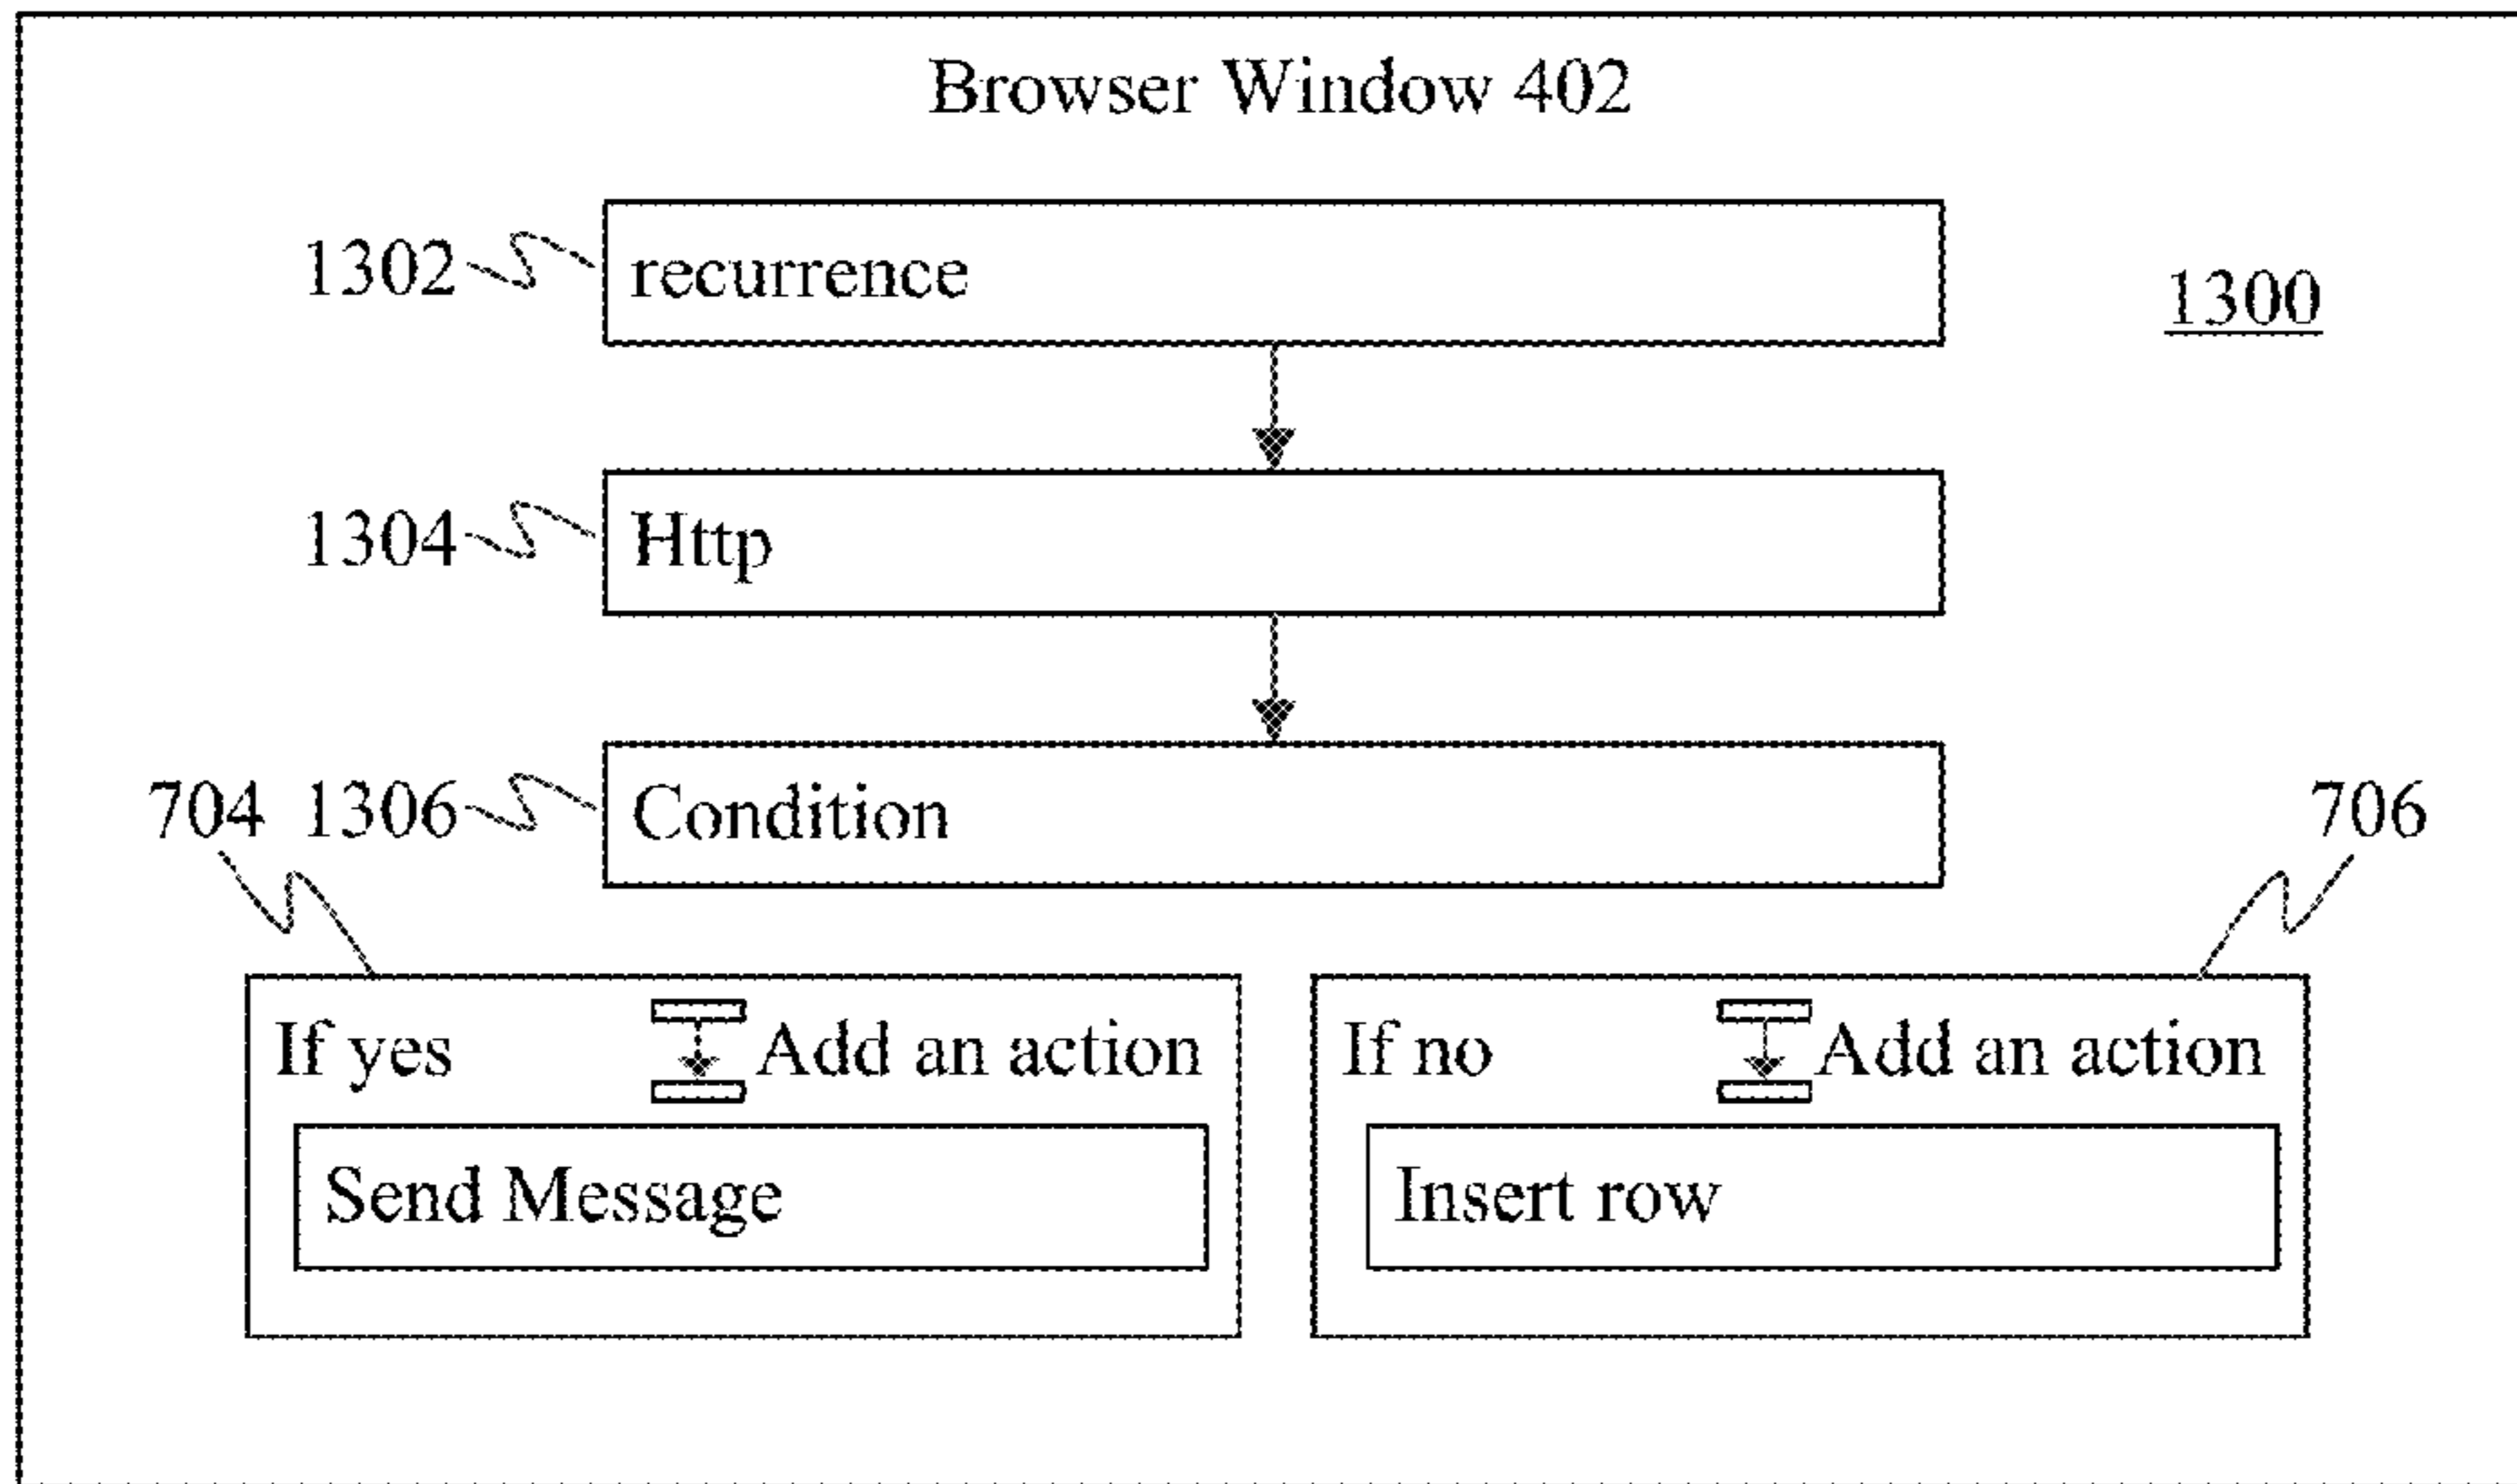 Browser Window 402
1302 recurrence
1300
1304 Http
704 1306 Condition 706
If yes Add an action
Send Message
If no Add an action
Insert row